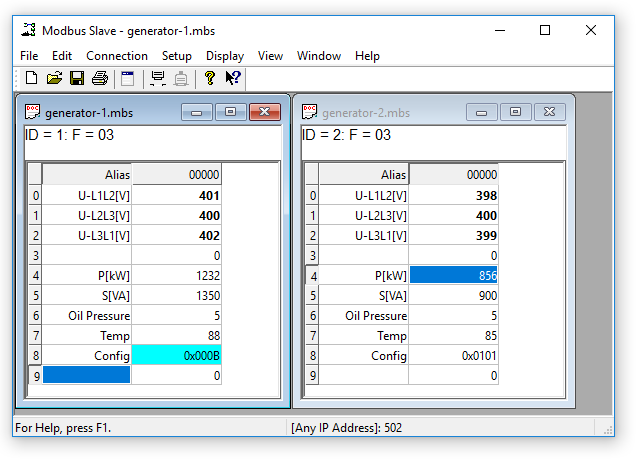 Modbus Slave - generator-1.mbs
File Edit Connection Setup Display View Window Help
generator-1.mbs
ID = 1: F = 03
Alias 00000
0 U-L1L2[V] 401
1 U-L2L3[V] 400
2 U-L3L1[V] 402
3 0
4 P[kW] 1232
5 S[VA] 1350
6 Oil Pressure 5
7 Temp 88
8 Config 0x000B
9 0
generator-2.mbs
ID = 2: F = 03
Alias 00000
0 U-L1L2[V] 398
1 U-L2L3[V] 400
2 U-L3L1[V] 399
3 0
4 P[kW] 856
5 S[VA] 900
6 Oil Pressure 5
7 Temp 85
8 Config 0x0101
9 0
For Help, press F1. [Any IP Address]: 502